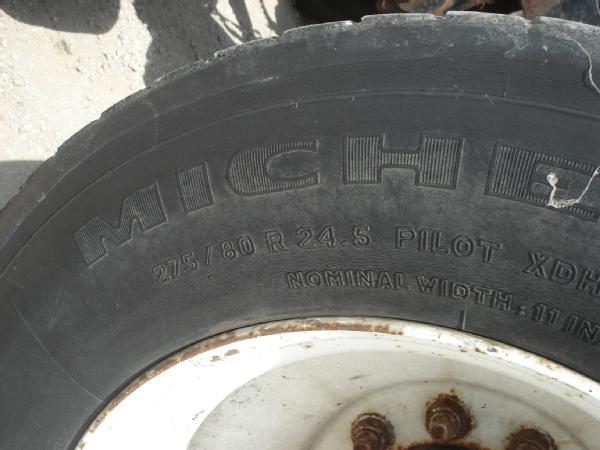 MICHE
275/80 R 24.5 PILOT XDH
NOMINAL WIDTH : 11 IN